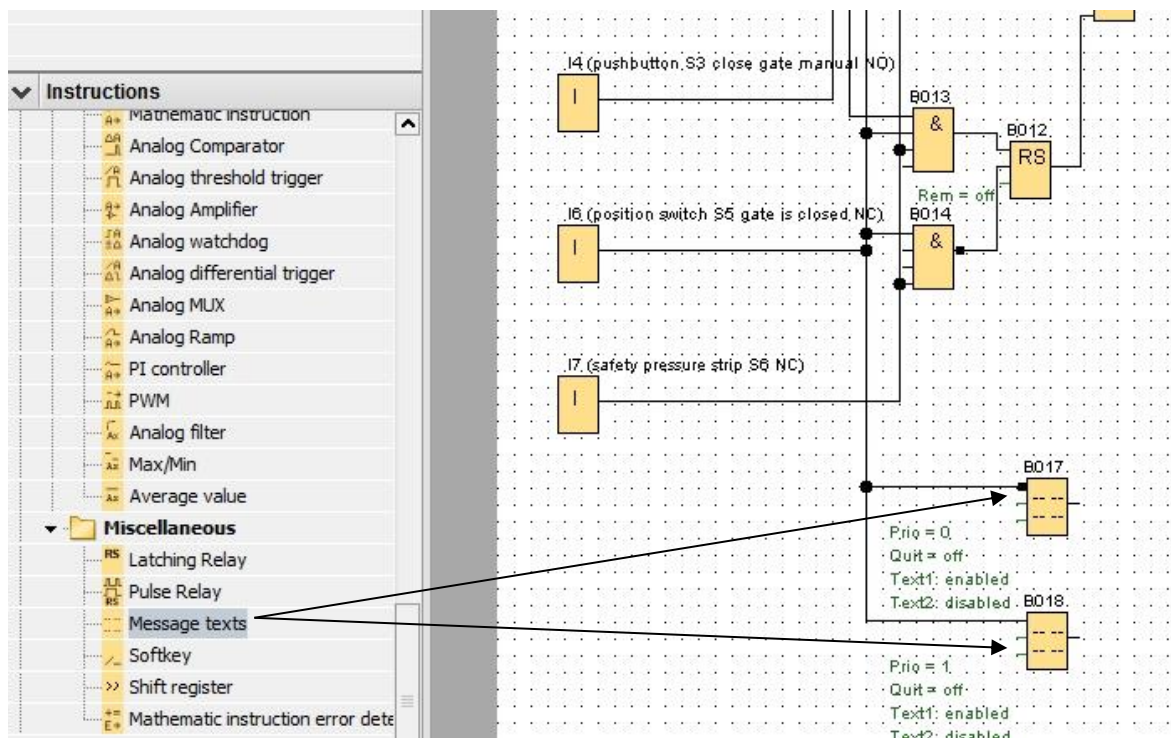 Instructions
Mathematic instruction
Analog Comparator
Analog threshold trigger
Analog Amplifier
Analog watchdog
Analog differential trigger
Analog MUX
Analog Ramp
PI controller
PWM
Analog filter
Max/Min
Average value
Miscellaneous
RS Latching Relay
RS Pulse Relay
Message texts
Softkey
Shift register
Mathematic instruction error dete
I4 (pushbutton S3 close gate manual NO)
I
B013
&
B012
RS
Rem = off
I6 (position switch S5 gate is closed NC)
I
B014
&
I7 (safety pressure strip S6 NC)
I
B017
Prio = 0
Quit = off
Text1: enabled
Text2: disabled
B018
Prio = 1
Quit = off
Text1: enabled
Text2: disabled